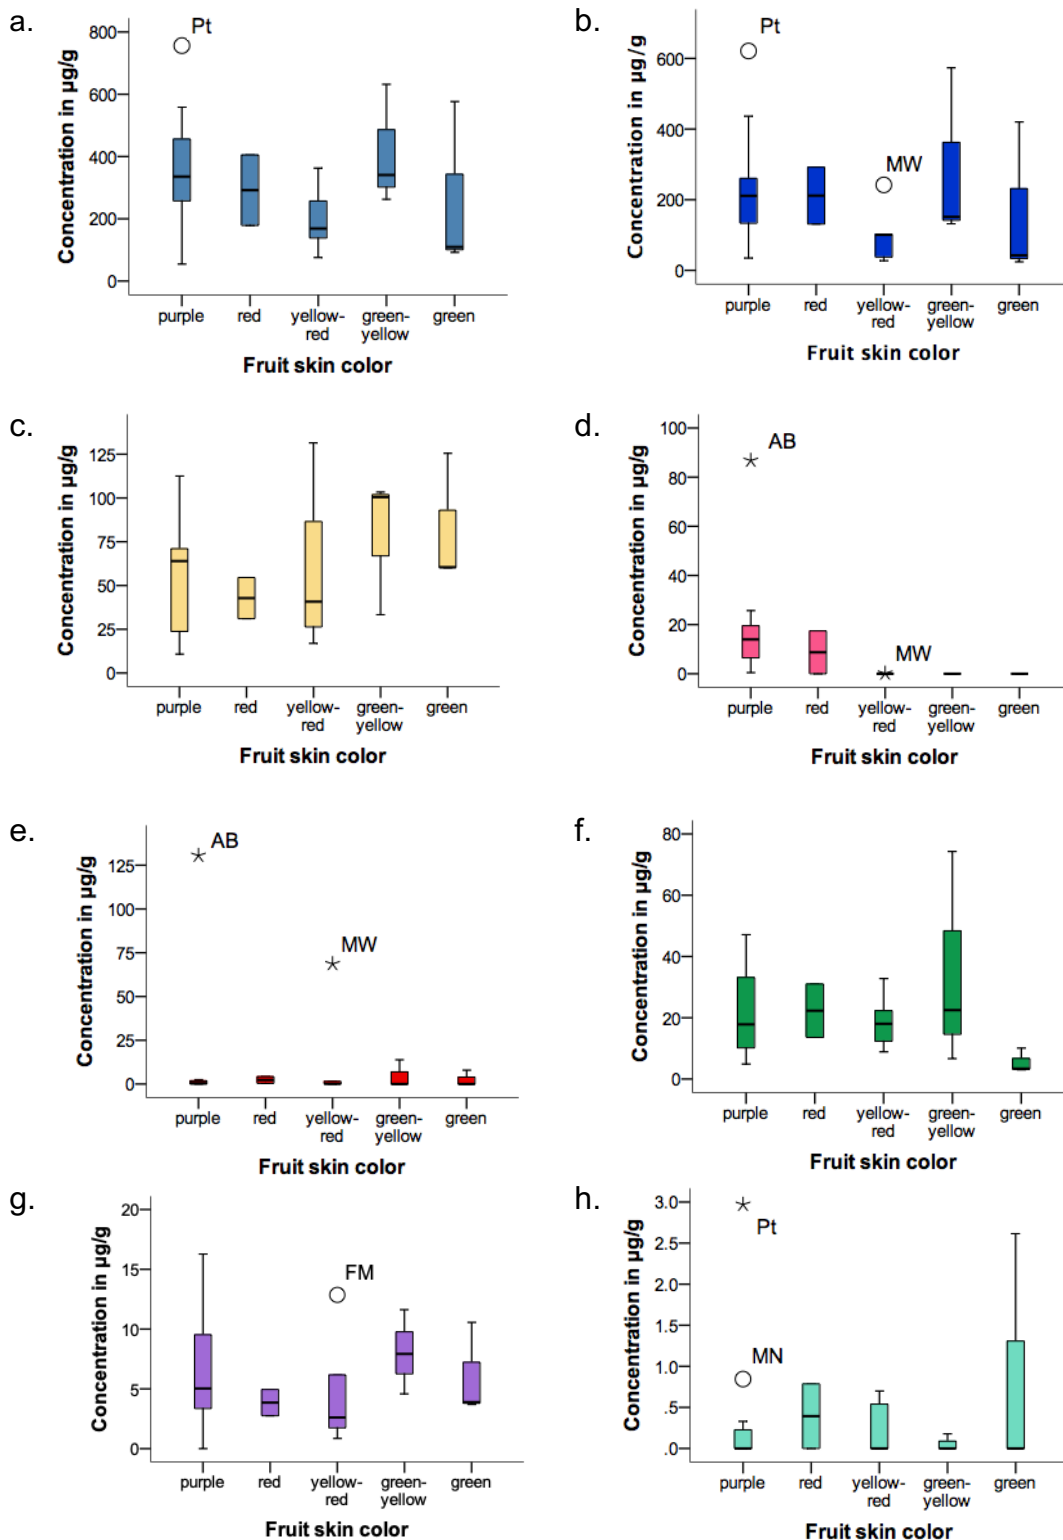 a.
Concentration in µg/g
800
600
400
200
0
Pt
purple red yellow-red green-yellow green
Fruit skin color
b.
Concentration in µg/g
600
400
200
0
Pt
MW
purple red yellow-red green-yellow green
Fruit skin color
c.
Concentration in µg/g
125
100
75
50
25
0
purple red yellow-red green-yellow green
Fruit skin color
d.
Concentration in µg/g
100
80
60
40
20
0
AB
MW
purple red yellow-red green-yellow green
Fruit skin color
e.
Concentration in µg/g
125
100
75
50
25
0
AB
MW
purple red yellow-red green-yellow green
Fruit skin color
f.
Concentration in µg/g
80
60
40
20
0
purple red yellow-red green-yellow green
Fruit skin color
g.
Concentration in µg/g
20
15
10
5
0
FM
purple red yellow-red green-yellow green
Fruit skin color
h.
Concentration in µg/g
3.0
2.5
2.0
1.5
1.0
.5
.0
Pt
MN
purple red yellow-red green-yellow green
Fruit skin color